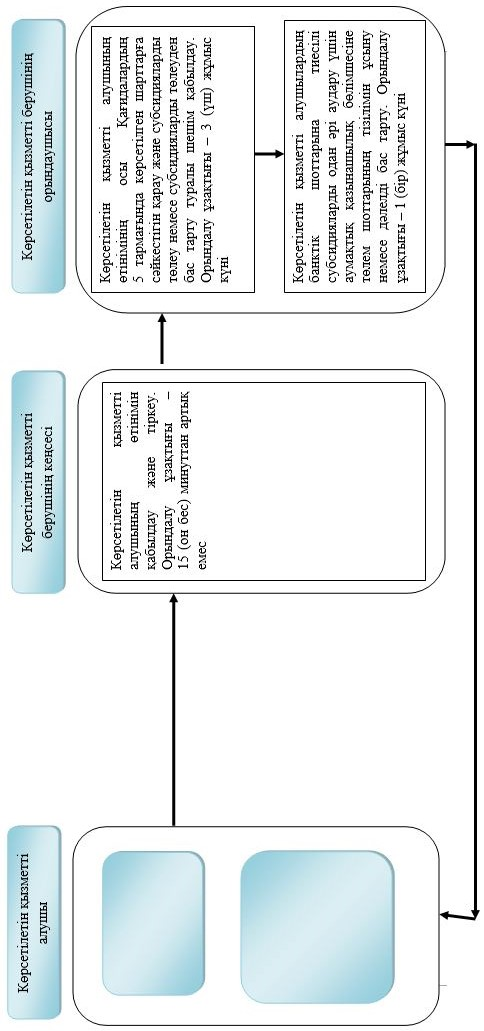 Көрсетілетін қызметті
алушы
Көрсетілетін қызметті
берушінің кеңсесі
Көрсетілетін қызметті
алушының өтінімін
қабылдау және тіркеу.
Орындалу ұзақтығы –
15 (он бес) минуттан артық
емес
Көрсетілетін қызметті берушінің
орындаушысы
Көрсетілетін қызметті алушының
өтінімінің осы Қағидалардың
5 тармағында көрсетілген шарттарға
сәйкестігін қарау және субсидияларды
төлеу немесе субсидияларды төлеуден
бас тарту туралы шешім қабылдау.
Орындалу ұзақтығы – 3 (үш) жұмыс
күні
Көрсетілетін қызметті алушылардың
банктік шоттарына тиесілі
субсидияларды одан әрі аудару үшін
аумақтық қазынашылық бөлімшесіне
төлем шоттарының тізілімін ұсыну
немесе дәлелді бас тарту. Орындалу
ұзақтығы – 1 (бір) жұмыс күні